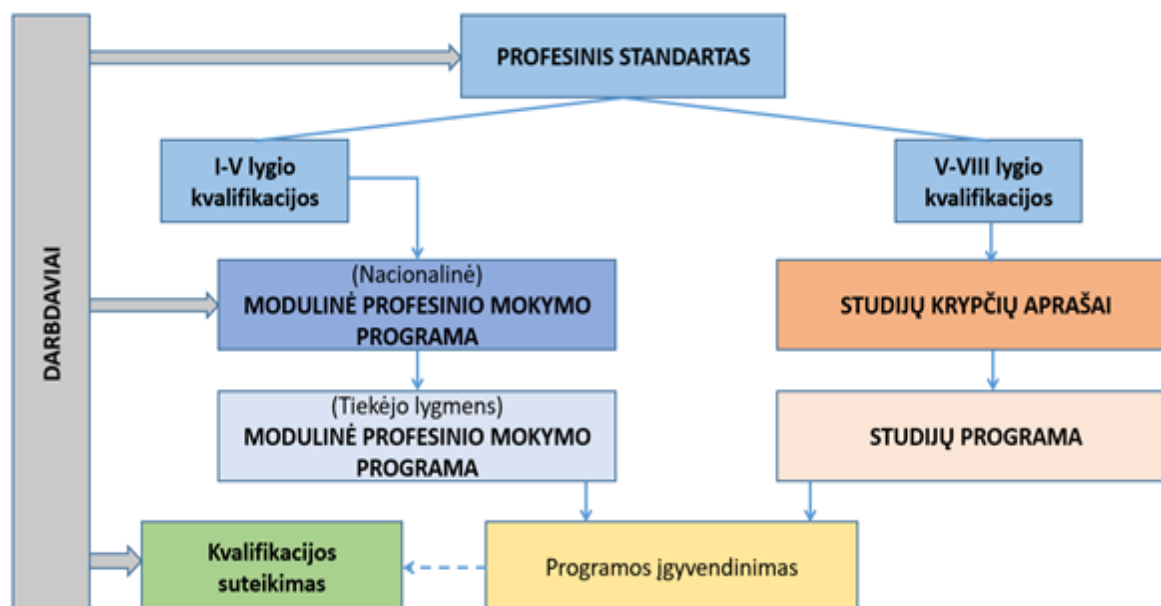 PROFESINIS STANDARTAS
I-V lygio
kvalifikacijos
V-VIII lygio
kvalifikacijos
DARBDAVIAI
(Nacionalinė)
MODULINĖ PROFESINIO MOKYMO
PROGRAMA
STUDIJŲ KRYPČIŲ APRAŠAI
(Tiekėjo lygmens)
MODULINĖ PROFESINIO MOKYMO
PROGRAMA
STUDIJŲ PROGRAMA
Kvalifikacijos
suteikimas
Programos įgyvendinimas